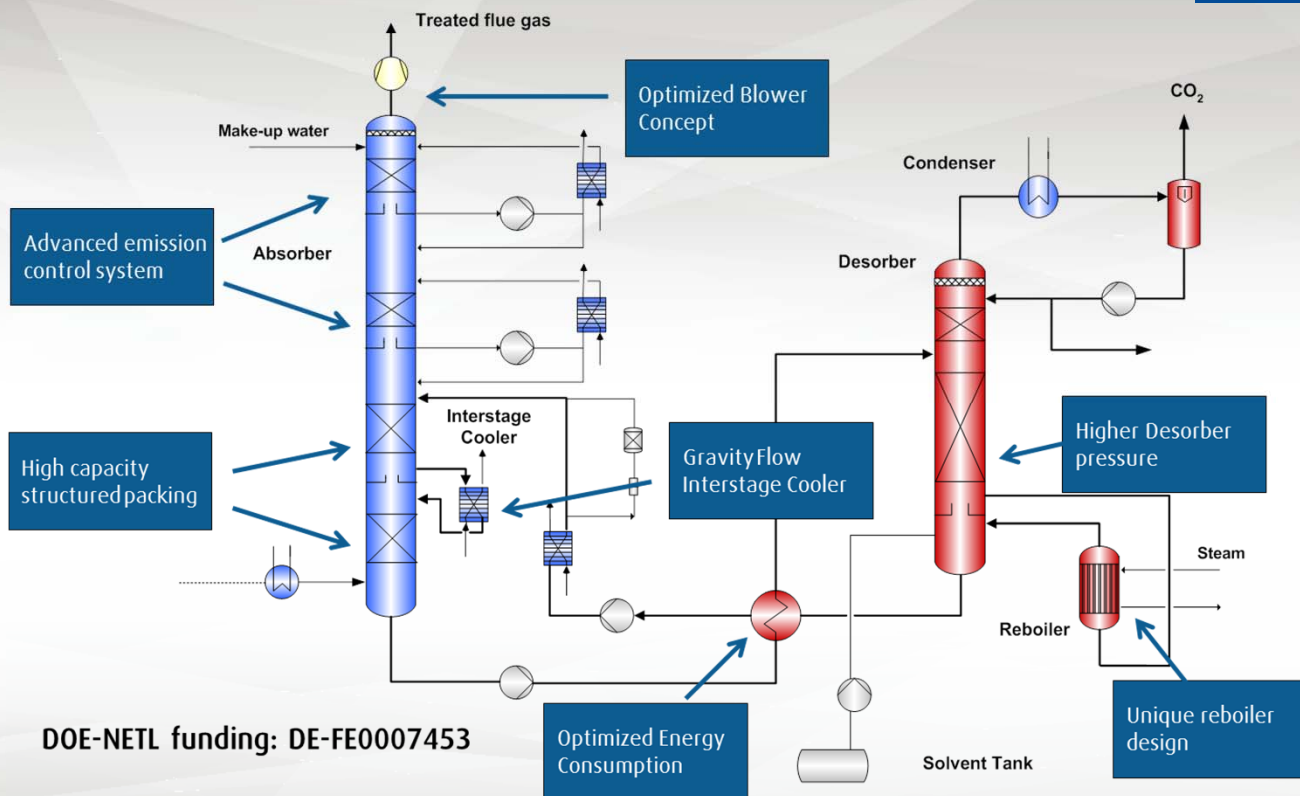 Treated flue gas
Optimized Blower
Concept
CO2
Make-up water
Condenser
Advanced emission
control system
Absorber
Desorber
Interstage
Cooler
High capacity
structured packing
Gravity Flow
Interstage Cooler
Higher Desorber
pressure
Steam
Reboiler
Unique reboiler
design
Optimized Energy
Consumption
DOE-NETL funding: DE-FE0007453
Solvent Tank